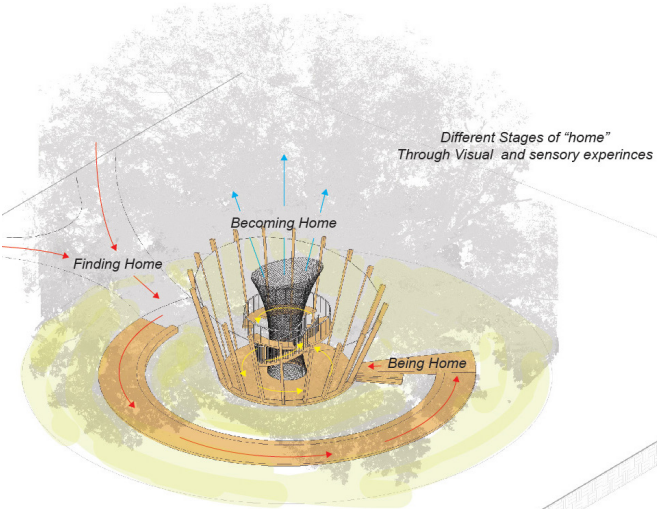 Different Stages of “home”
Through Visual and sensory experinces
Becoming Home
Finding Home
Being Home